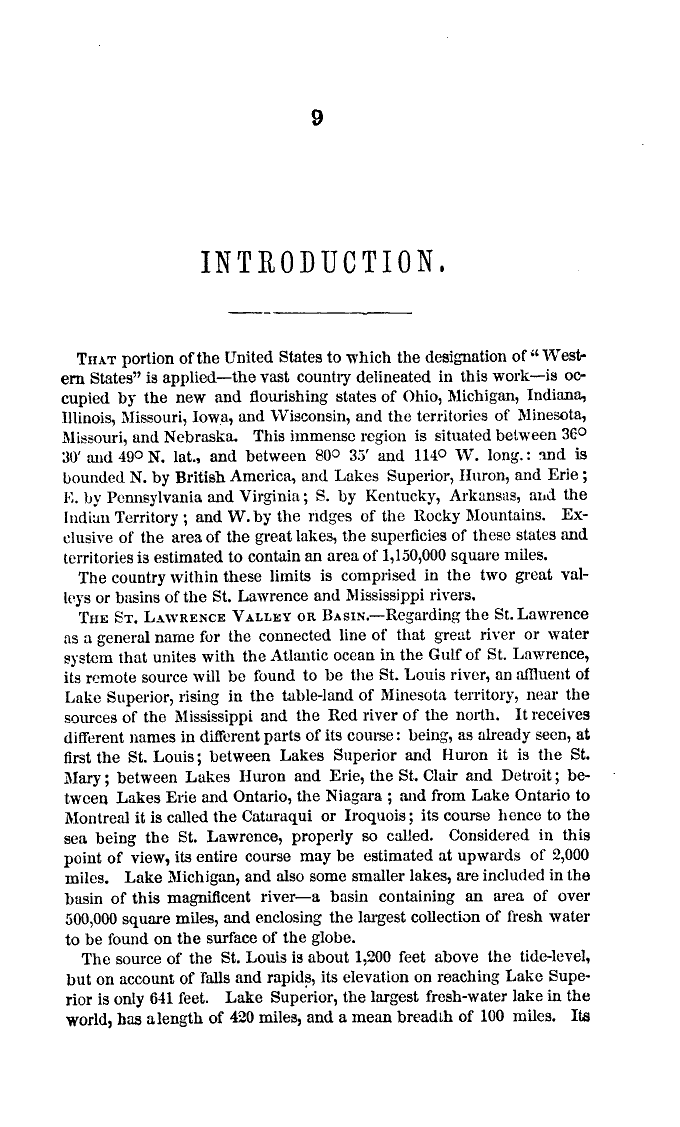 9
INTRODUCTION.
THAT portion of the United States to which the designation of "West-
ern States" is applied—the vast country delineated in this work—is oc-
cupied by the new and flourishing states of Ohio, Michigan, Indiana,
Illinois, Missouri, Iowa, and Wisconsin, and the territories of Minesota,
Missouri, and Nebraska. This immense region is situated between 36°
30′ and 49° N. lat., and between 80° 35′ and 114° W. long.: and is
bounded N. by British America, and Lakes Superior, Huron, and Erie;
E. by Pennsylvania and Virginia; S. by Kentucky, Arkansas, and the
Indian Territory; and W. by the ridges of the Rocky Mountains. Ex-
clusive of the area of the great lakes, the superficies of these states and
territories is estimated to contain an area of 1,150,000 square miles.
The country within these limits is comprised in the two great val-
leys or basins of the St. Lawrence and Mississippi rivers.
THE ST. LAWRENCE VALLEY OR BASIN.—Regarding the St. Lawrence
as a general name for the connected line of that great river or water
system that unites with the Atlantic ocean in the Gulf of St. Lawrence,
its remote source will be found to be the St. Louis river, an affluent of
Lake Superior, rising in the table-land of Minesota territory, near the
sources of the Mississippi and the Red river of the north. It receives
different names in different parts of its course: being, as already seen, at
first the St. Louis; between Lakes Superior and Huron it is the St.
Mary; between Lakes Huron and Erie, the St. Clair and Detroit; be-
tween Lakes Erie and Ontario, the Niagara; and from Lake Ontario to
Montreal it is called the Cataraqui or Iroquois; its course hence to the
sea being the St. Lawrence, properly so called. Considered in this
point of view, its entire course may be estimated at upwards of 2,000
miles. Lake Michigan, and also some smaller lakes, are included in the
basin of this magnificent river—a basin containing an area of over
500,000 square miles, and enclosing the largest collection of fresh water
to be found on the surface of the globe.
The source of the St. Louis is about 1,200 feet above the tide-level,
but on account of falls and rapids, its elevation on reaching Lake Supe-
rior is only 641 feet. Lake Superior, the largest fresh-water lake in the
world, has a length of 420 miles, and a mean breadth of 100 miles. Its